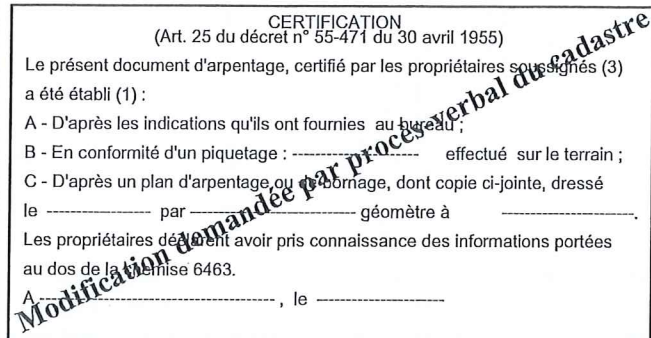 CERTIFICATION
(Art. 25 du décret n° 55-471 du 30 avril 1955)
Le présent document d'arpentage, certifié par les propriétaires soussignés (3)
a été établi (1) :
A - D'après les indications qu'ils ont fournies au bureau ;
B - En conformité d'un piquetage : -------------------- effectué sur le terrain ;
C - D'après un plan d'arpentage ou de bornage, dont copie ci-jointe, dressé
le -------------------- par ------------------------- géomètre à --------------------.
Les propriétaires déclarent avoir pris connaissance des informations portées
au dos de la chemise 6463.
A ------------------------------------, le --------------------
Modification demandée par procès-verbal du cadastre